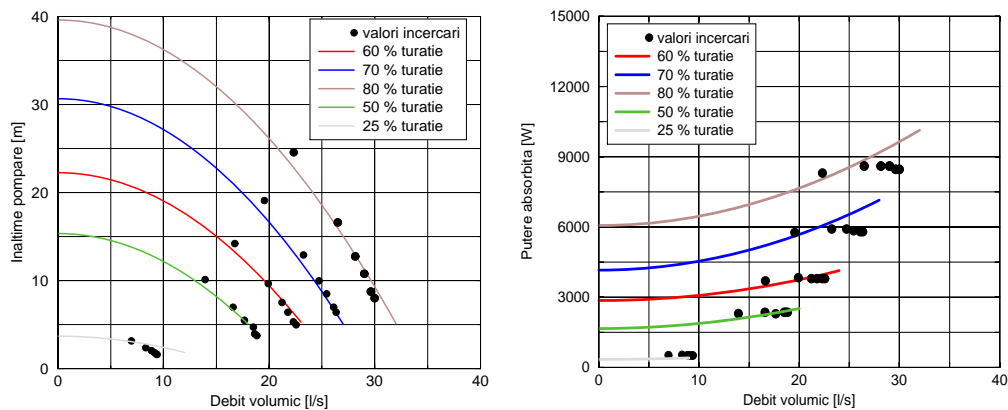 40
30
20
10
0
Inaltime pompare [m]
valori incercari
60 % turatie
70 % turatie
80 % turatie
50 % turatie
25 % turatie
0 10 20 30 40
Debit volumic [l/s]
15000
12000
9000
6000
3000
0
Putere absorbita [W]
valori incercari
60 % turatie
70 % turatie
80 % turatie
50 % turatie
25 % turatie
0 10 20 30 40
Debit volumic [l/s]